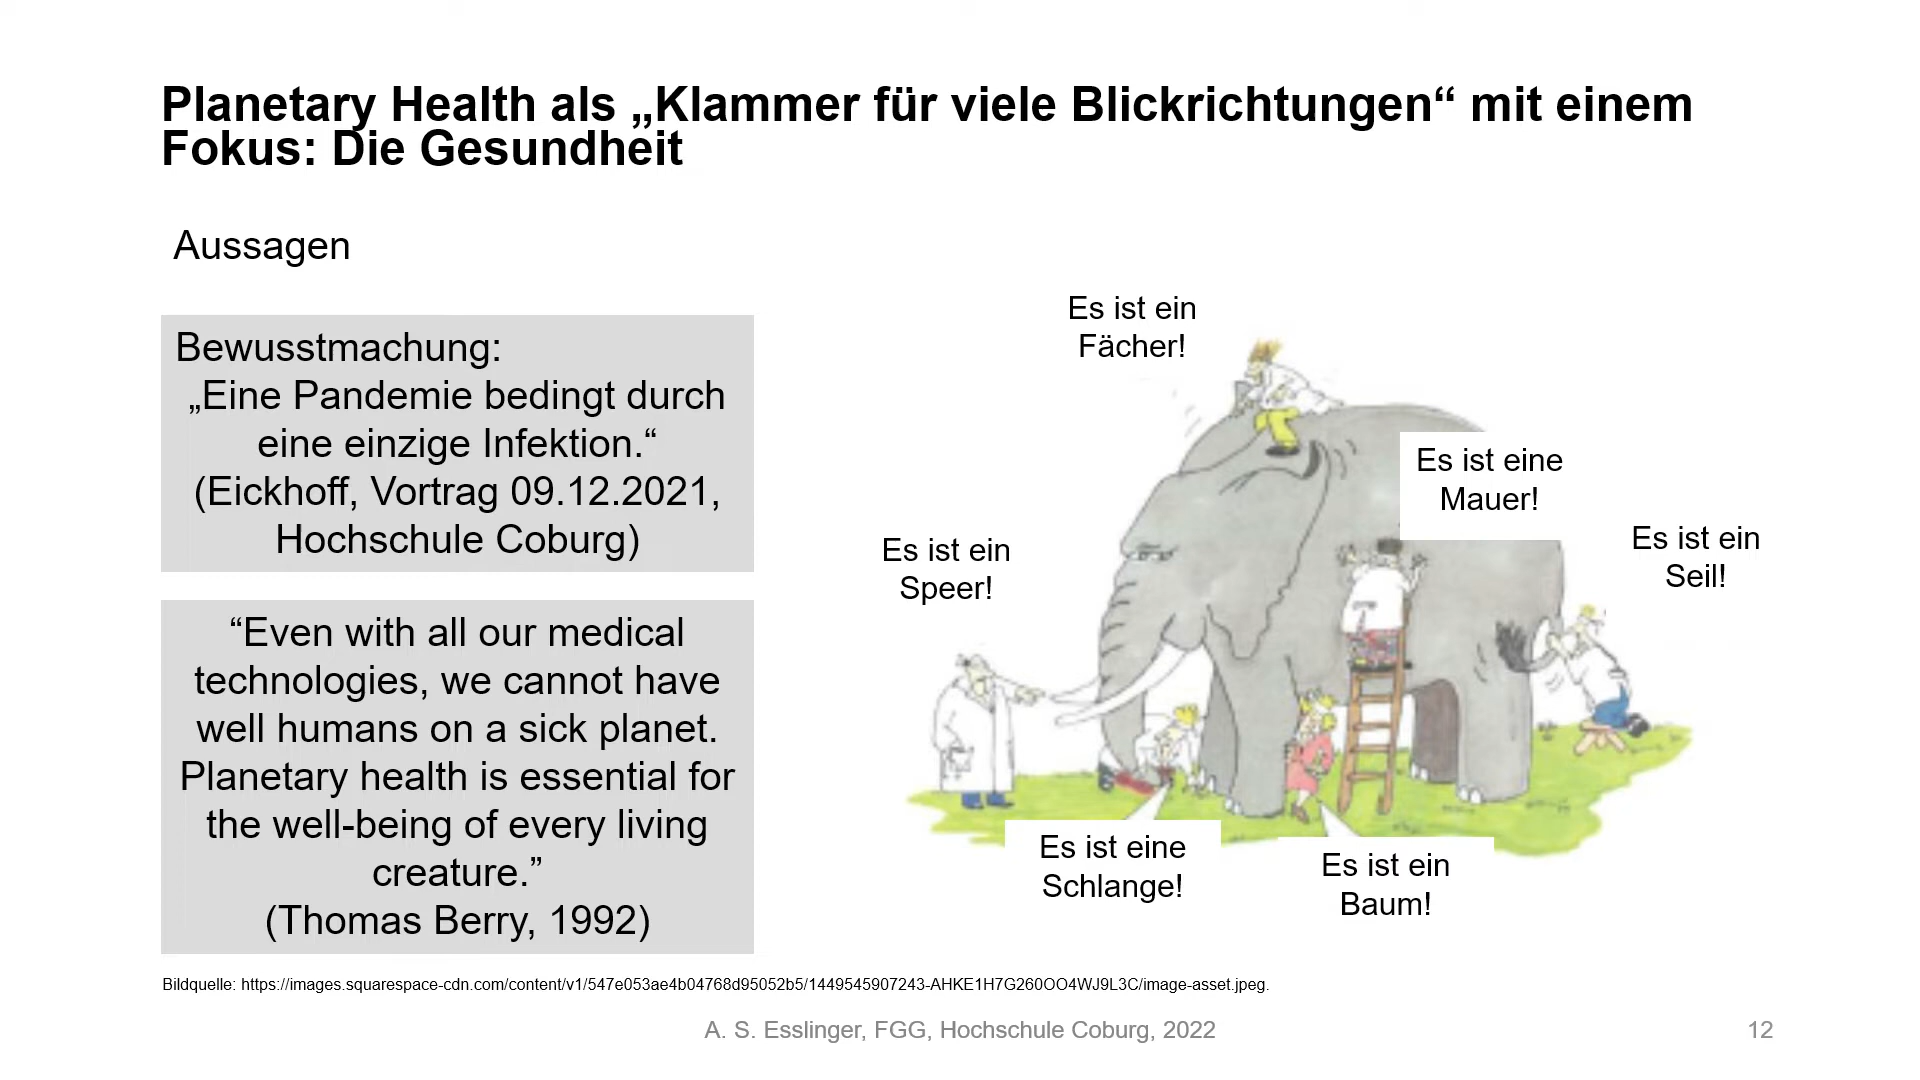 Planetary Health als „Klammer für viele Blickrichtungen“ mit einem
Fokus: Die Gesundheit
Aussagen
Bewusstmachung:
„Eine Pandemie bedingt durch
eine einzige Infektion.“
(Eickhoff, Vortrag 09.12.2021,
Hochschule Coburg)
“Even with all our medical
technologies, we cannot have
well humans on a sick planet.
Planetary health is essential for
the well-being of every living
creature.”
(Thomas Berry, 1992)
Es ist ein
Fächer!
Es ist eine
Mauer!
Es ist ein
Seil!
Es ist ein
Speer!
Es ist eine
Schlange!
Es ist ein
Baum!
Bildquelle: https://images.squarespace-cdn.com/content/v1/547e053ae4b04768d95052b5/1449545907243-AHKE1H7G260OO4WJ9L3C/image-asset.jpeg.
A. S. Esslinger, FGG, Hochschule Coburg, 2022
12